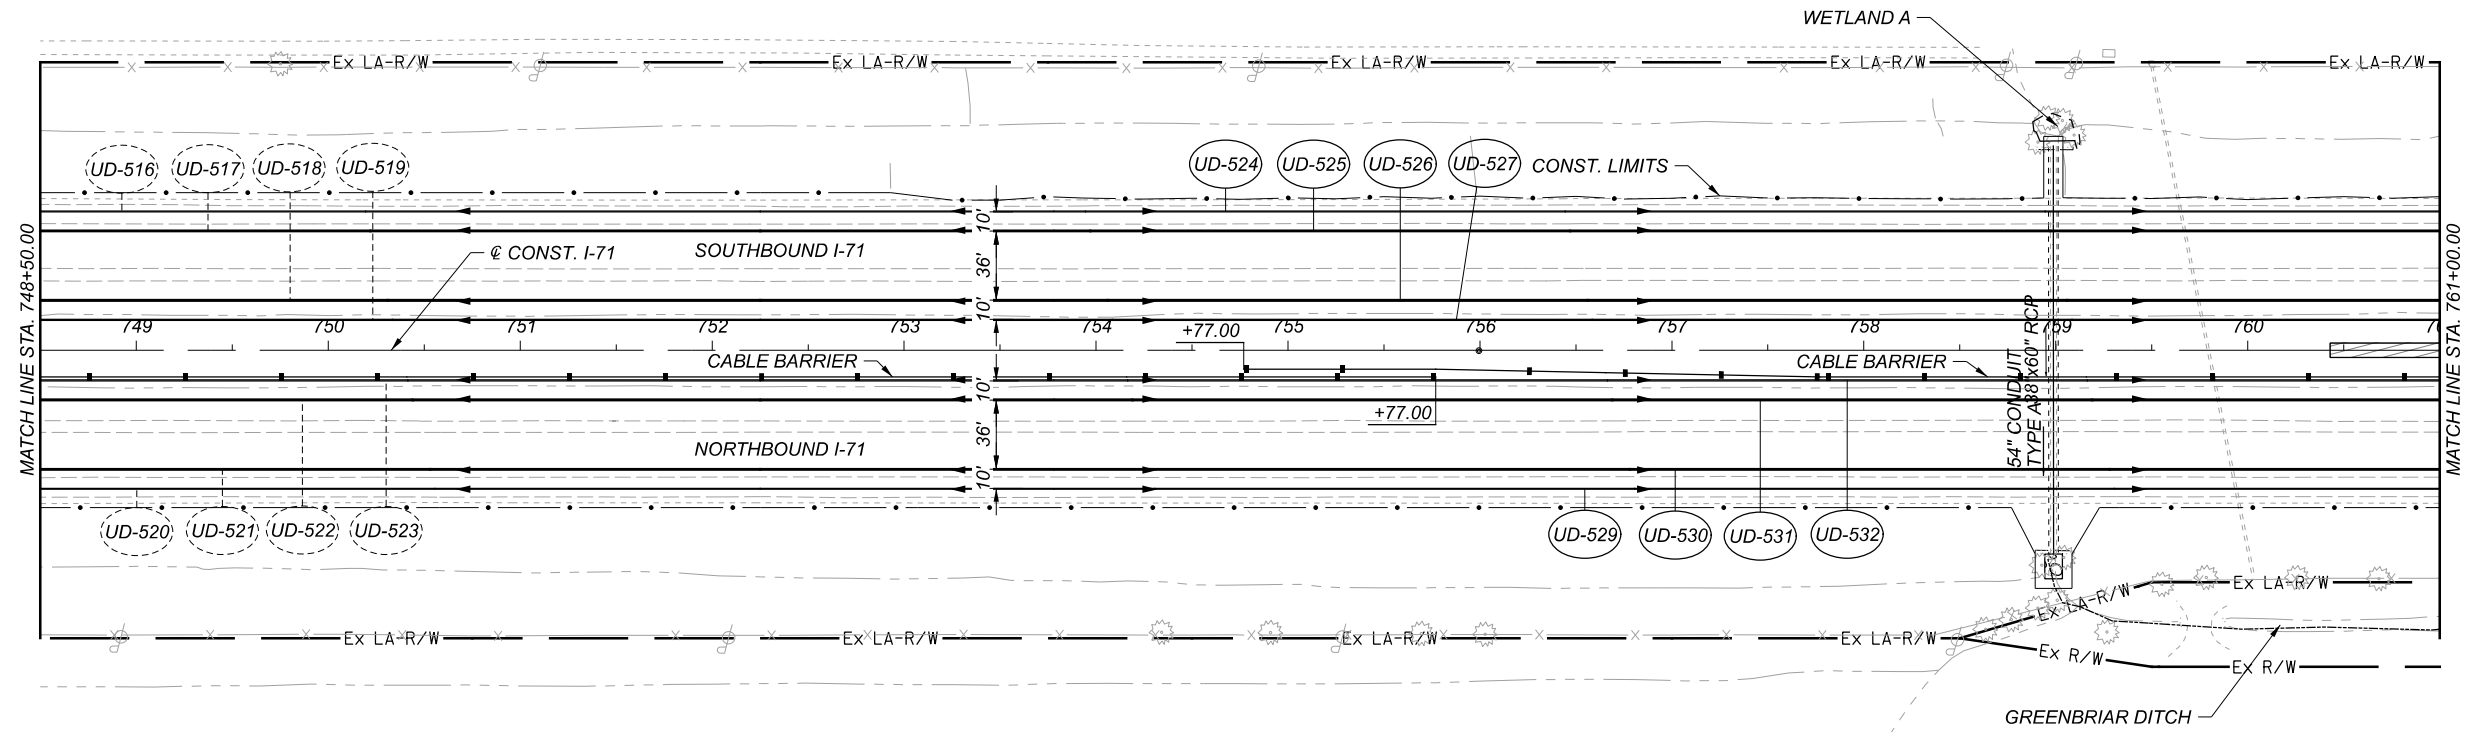 WETLAND A
Ex LA-R/W Ex LA-R/W Ex LA-R/W Ex LA-R/W Ex LA-R/W
UD-516 UD-517 UD-518 UD-519 UD-524 UD-525 UD-526 UD-527 CONST. LIMITS
MATCH LINE STA. 748+50.00
MATCH LINE STA. 761+00.00
10'
℄ CONST. I-71 SOUTHBOUND I-71
36'
10'
749 750 751 752 753 754 755 756 757 758 759 760
+77.00
CABLE BARRIER CABLE BARRIER
10'
+77.00
36'
NORTHBOUND I-71
10'
54" CONDUIT
TYPE A38"x60" RCP
UD-520 UD-521 UD-522 UD-523 UD-529 UD-530 UD-531 UD-532
Ex LA-R/W Ex LA-R/W
Ex LA-R/W Ex LA-R/W Ex LA-R/W Ex LA-R/W
Ex R/W Ex R/W
GREENBRIAR DITCH